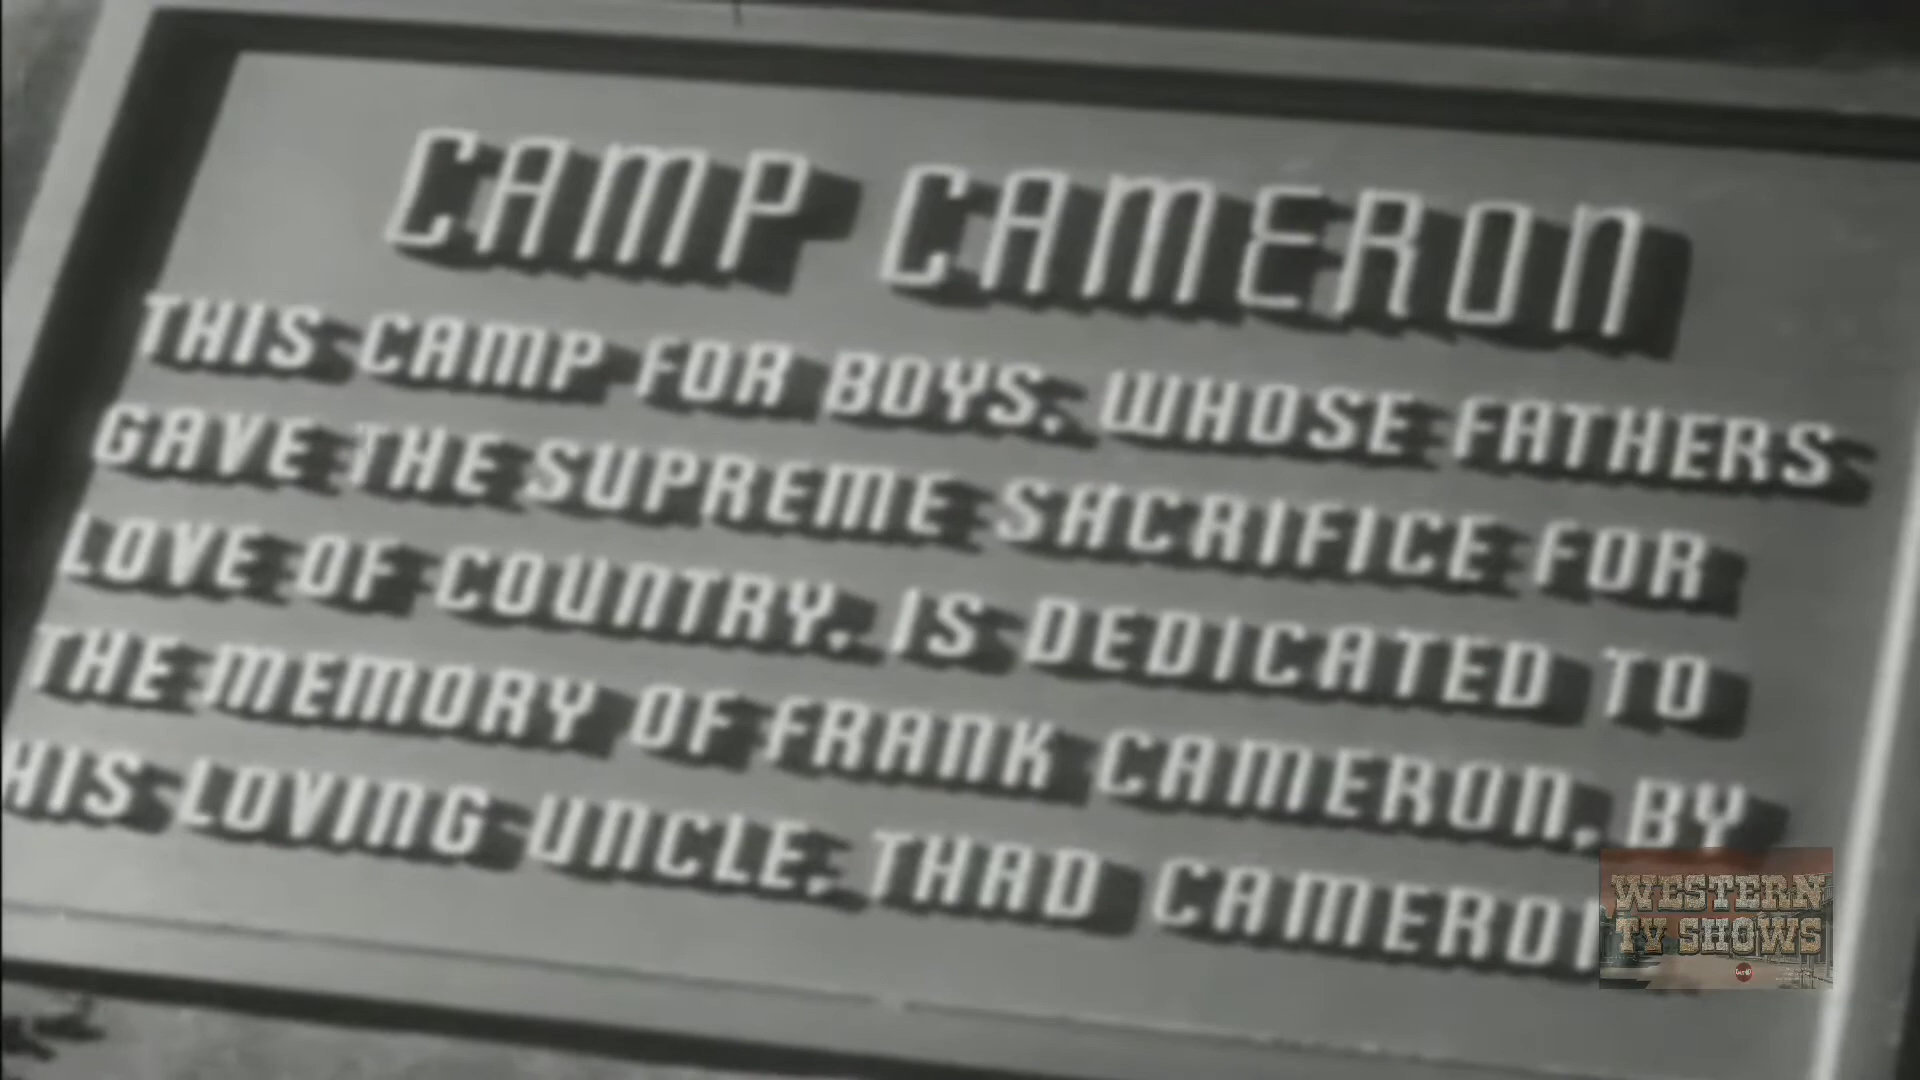 CAMP CAMERON
THIS CAMP FOR BOYS, WHOSE FATHERS
GAVE THE SUPREME SACRIFICE FOR
LOVE OF COUNTRY, IS DEDICATED TO
THE MEMORY OF FRANK CAMERON, BY
HIS LOVING UNCLE, THAD CAMERON
WESTERN
TV SHOWS